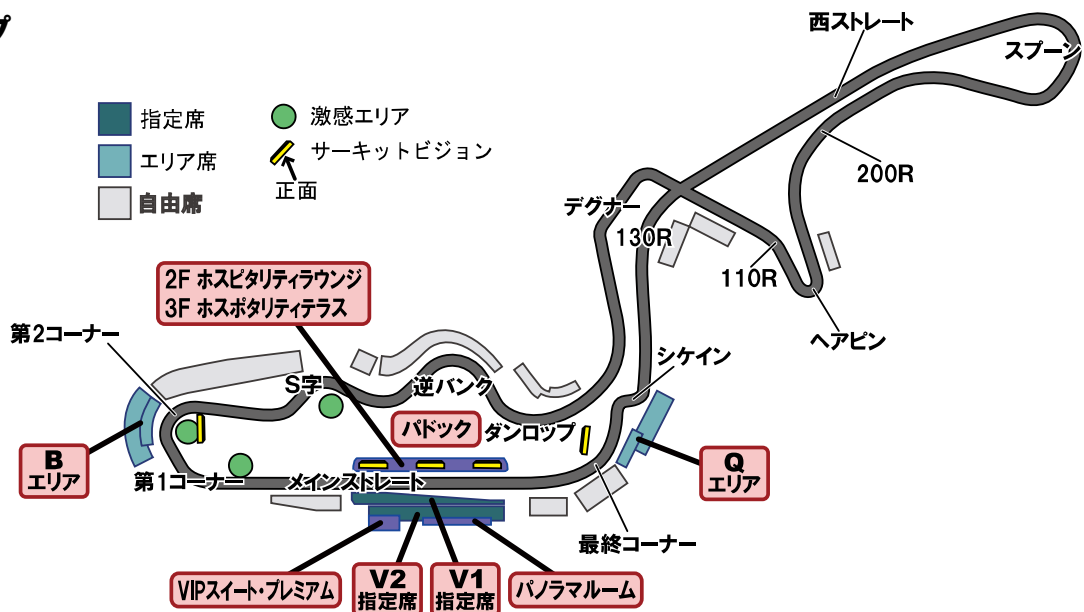 プ
西ストレート
スプーン
指定席
エリア席
自由席
激感エリア
サーキットビジョン
正面
200R
デグナー
130R
110R
ヘアピン
2F ホスピタリティラウンジ
3F ホスポタリティテラス
第2コーナー
シケイン
S字
逆バンク
パドック
ダンロップ
B
エリア
Q
エリア
第1コーナー
メインストレート
最終コーナー
VIPスイート・プレミアム
V2
指定席
V1
指定席
パノラマルーム